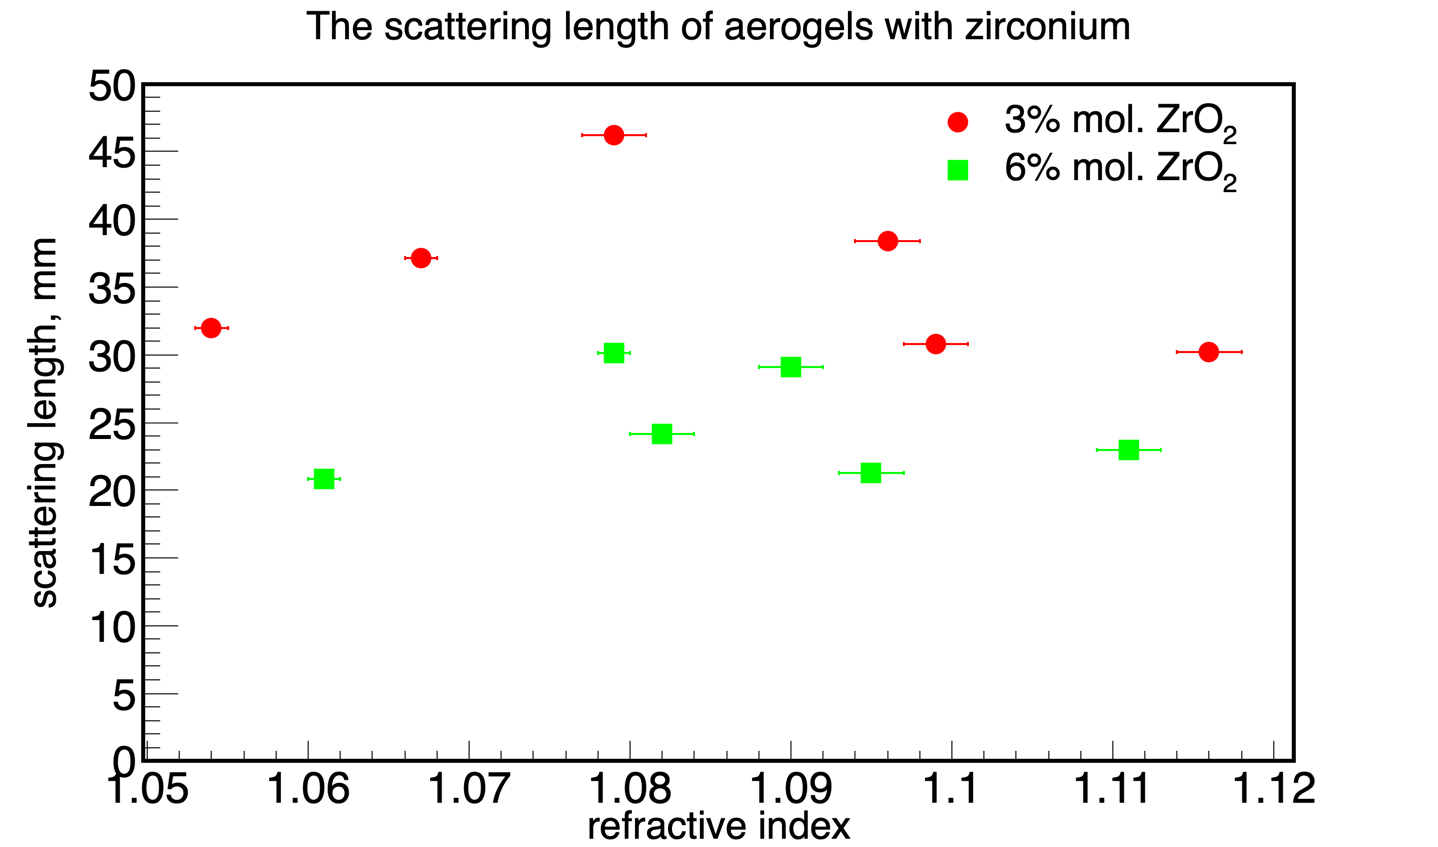 The scattering length of aerogels with zirconium
3% mol. ZrO₂
6% mol. ZrO₂
scattering length, mm
50
45
40
35
30
25
20
15
10
5
0
1.05 1.06 1.07 1.08 1.09 1.1 1.11 1.12
refractive index